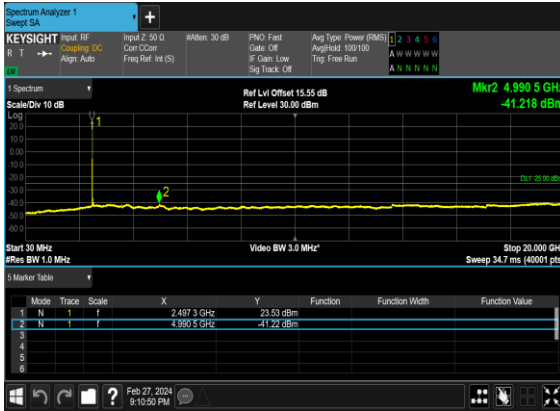 Spectrum Analyzer 1
Swept SA
+
KEYSIGHT Input: RF Input Z: 50 Ω #Atten: 30 dB PNO: Fast Avg Type: Power (RMS) 1 2 3 4 5 6
R T Coupling: DC Corr CCorr Gate: Off Avg|Hold: 100/100 A W W W W W
Align: Auto Freq Ref: Int (S) IF Gain: Low Trig: Free Run
Sig Track: Off A N N N N N
1 Spectrum Ref Lvl Offset 15.55 dB Mkr2 4.990 5 GHz
Scale/Div 10 dB Ref Level 30.00 dBm -41.218 dBm
Log
20.0
10.0
0.00
-10.0
-20.0
-30.0
-40.0
-50.0
-60.0
1
2
Start 30 MHz Video BW 3.0 MHz* Stop 20.000 GH
#Res BW 1.0 MHz Sweep 34.7 ms (40001 pts
5 Marker Table
Mode Trace Scale X Y Function Function Width Function Value
1 N 1 f 2.497 3 GHz 23.53 dBm
2 N 1 f 4.990 5 GHz -41.22 dBm
3
4
5
6
? Feb 27, 2024
9:10:50 PM